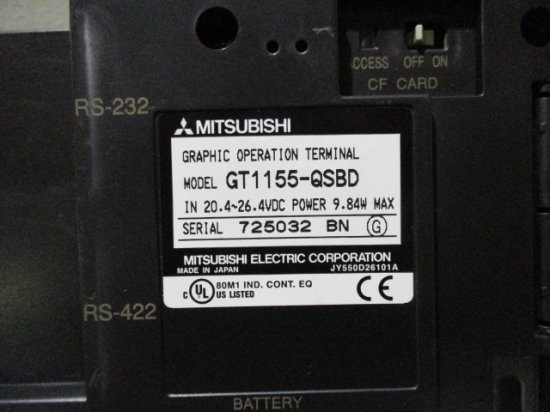 ACCESS OFF ON
CF CARD
RS-232
MITSUBISHI
GRAPHIC OPERATION TERMINAL
MODEL GT1155-QSBD
IN 20.4~26.4VDC POWER 9.84W MAX
SERIAL 725032 BN G
MITSUBISHI ELECTRIC CORPORATION
MADE IN JAPAN JY550D26101A
C UL US LISTED 80M1 IND. CONT. EQ CE
RS-422
BATTERY